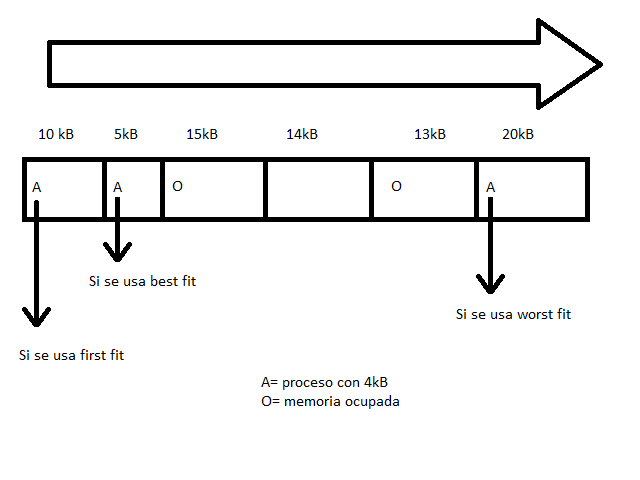 10 kB 5kB 15kB 14kB 13kB 20kB
A A O O A
Si se usa best fit
Si se usa worst fit
Si se usa first fit
A= proceso con 4kB
O= memoria ocupada